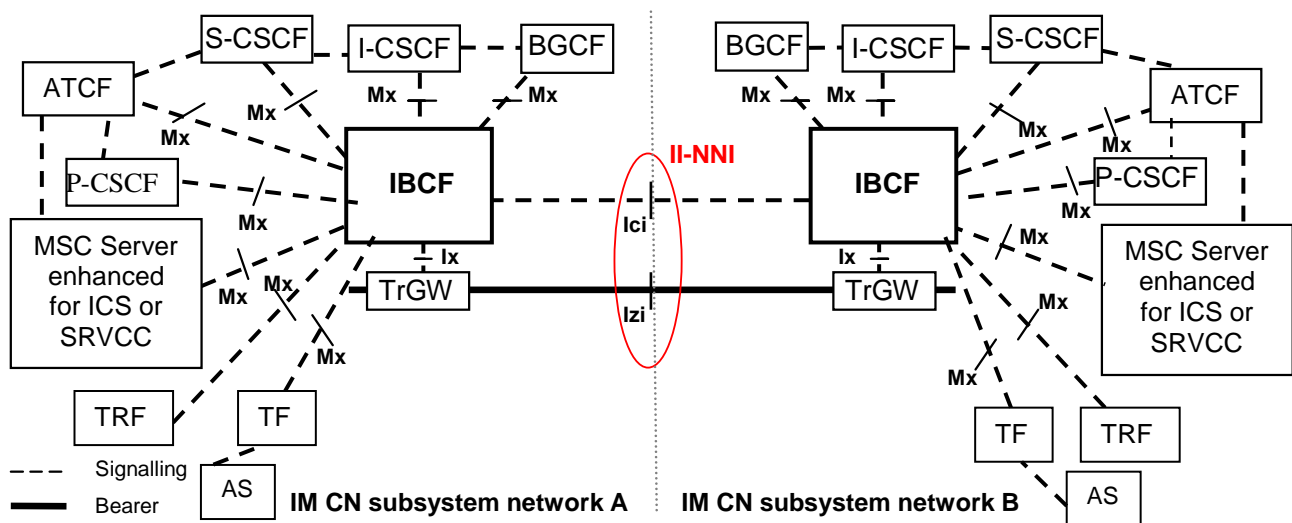 S-CSCF
I-CSCF
BGCF
BGCF
I-CSCF
S-CSCF
ATCF
ATCF
Mx
Mx
Mx
Mx
Mx
Mx
Mx
Mx
IBCF
II-NNI
IBCF
P-CSCF
P-CSCF
Mx
Mx
Ici
MSC Server
enhanced
for ICS or
SRVCC
MSC Server
enhanced
for ICS or
SRVCC
Mx
Mx
Mx
Ix
Ix
TrGW
TrGW
Izi
Mx
Mx
Mx
TRF
TF
TF
TRF
AS
AS
Signalling
Bearer
IM CN subsystem network A
IM CN subsystem network B